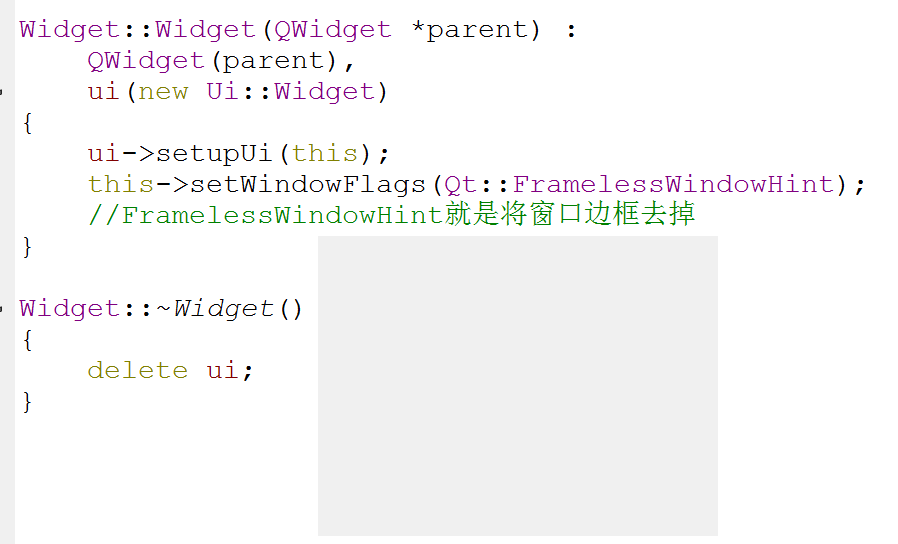 Widget::Widget(QWidget *parent) :
    QWidget(parent),
    ui(new Ui::Widget)
{
    ui->setupUi(this);
    this->setWindowFlags(Qt::FramelessWindowHint);
    //FramelessWindowHint就是将窗口边框去掉
}

Widget::~Widget()
{
    delete ui;
}